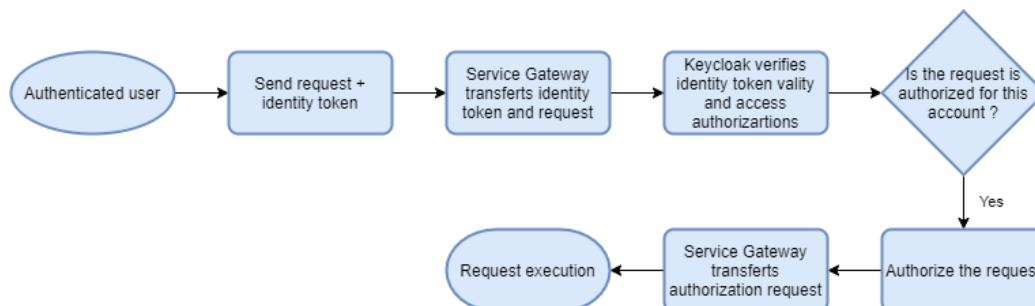 Authenticated user
Send request +
identity token
Service Gateway
transferts identity
token and request
Keycloak verifies
identity token vality
and access
authorizartions
Is the request is
authorized for this
account ?
Yes
Authorize the reques
Service Gateway
transferts
authorization request
Request execution